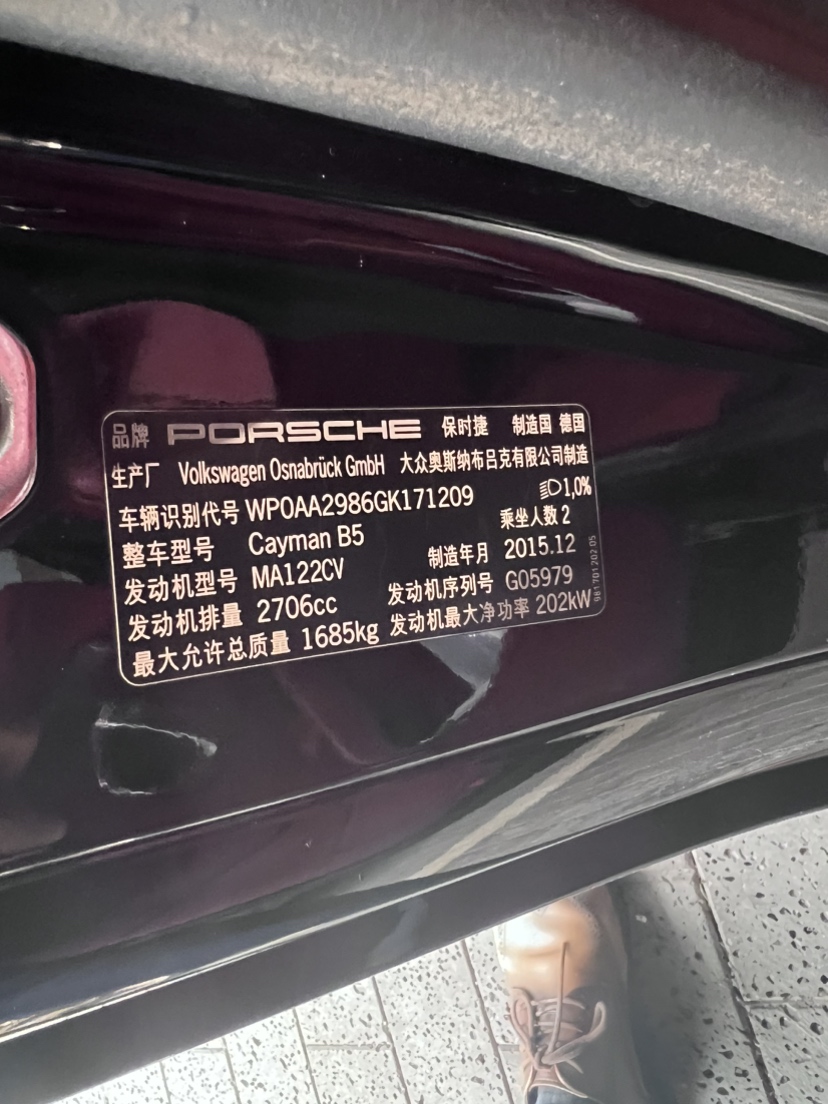 品牌 PORSCHE 保时捷 制造国 德国
生产厂 Volkswagen Osnabrück GmbH 大众奥斯纳布吕克有限公司制造
车辆识别代号 WP0AA2986GK171209 1,0%
整车型号 Cayman B5 乘坐人数 2
发动机型号 MA122CV 制造年月 2015.12
发动机排量 2706cc 发动机序列号 G05979
最大允许总质量 1685kg 发动机最大净功率 202kW
981 701 202 05